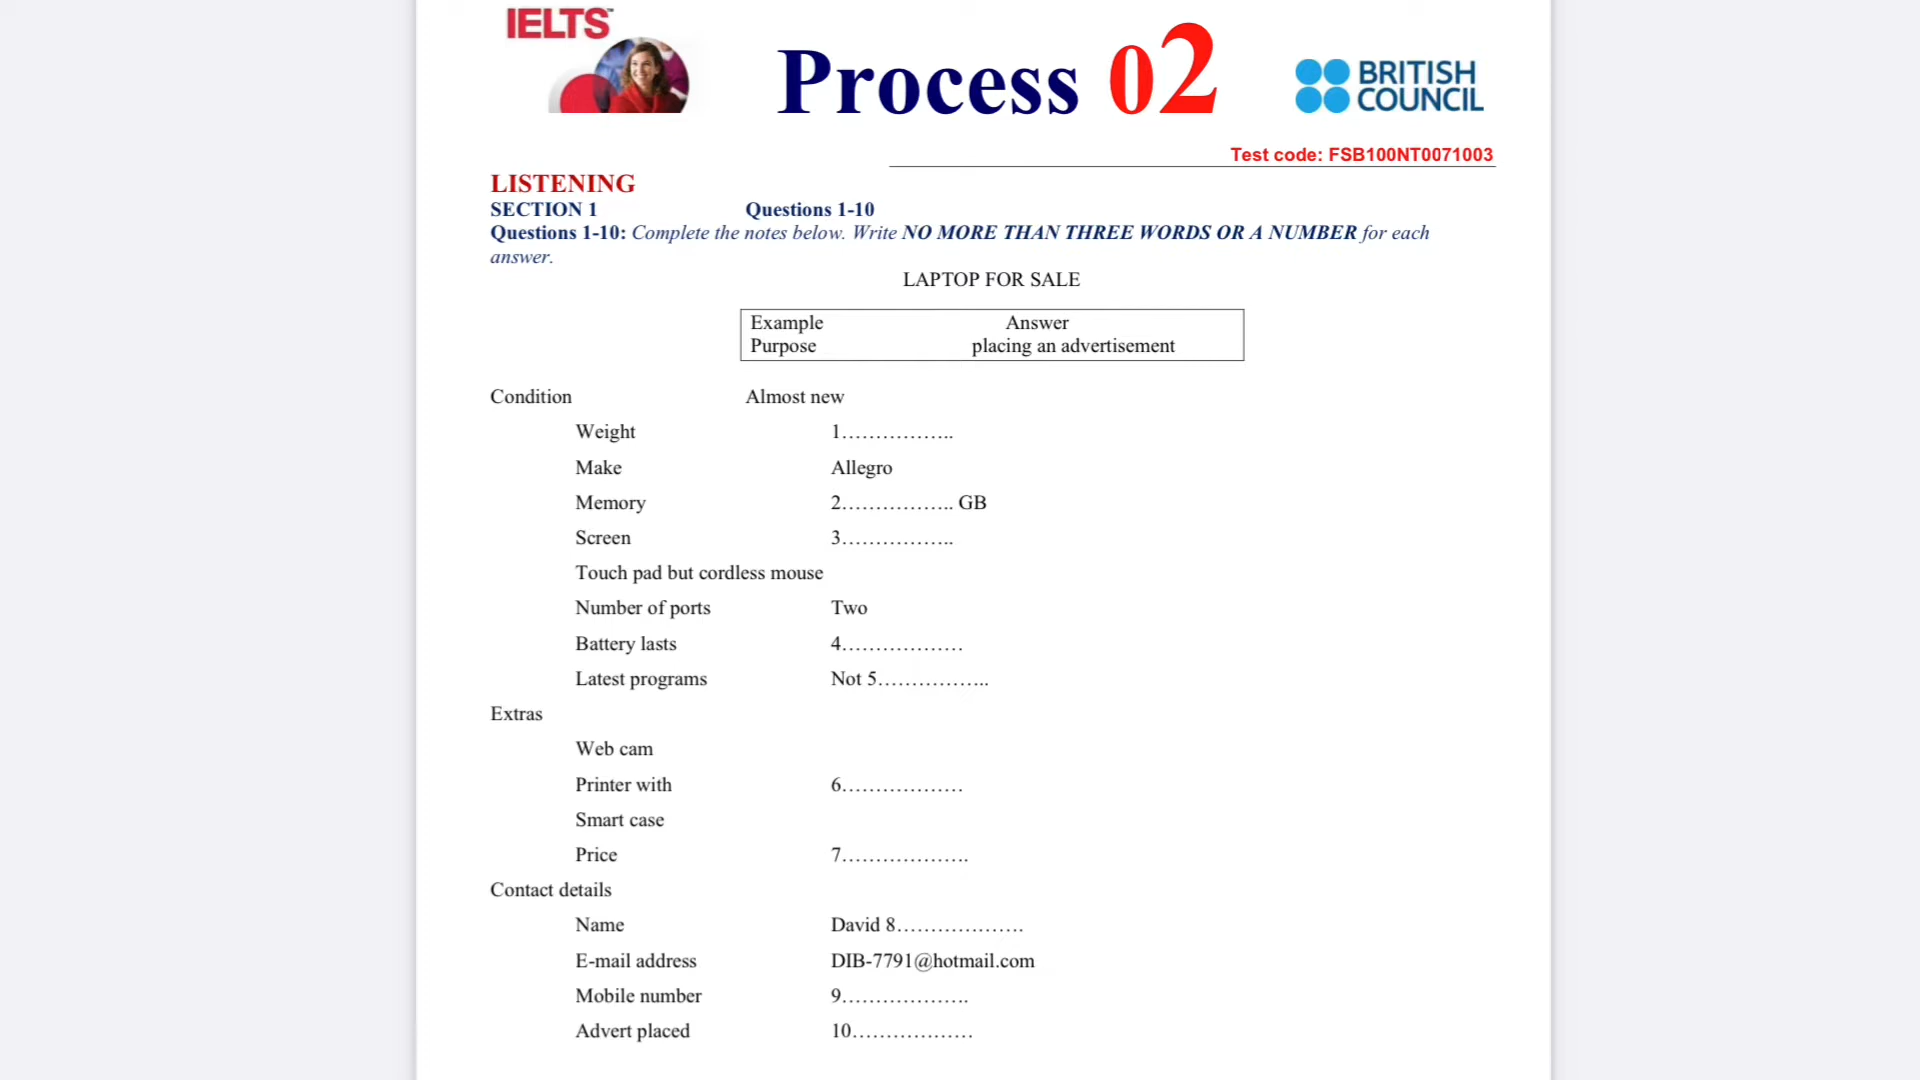 IELTS™
Process 02
BRITISH
COUNCIL
Test code: FSB100NT0071003
LISTENING
SECTION 1 Questions 1-10
Questions 1-10: Complete the notes below. Write NO MORE THAN THREE WORDS OR A NUMBER for each
answer.
LAPTOP FOR SALE
Example Answer
Purpose placing an advertisement
Condition Almost new
Weight 1……………..
Make Allegro
Memory 2…………….. GB
Screen 3……………..
Touch pad but cordless mouse
Number of ports Two
Battery lasts 4………………
Latest programs Not 5……………..
Extras
Web cam
Printer with 6………………
Smart case
Price 7……………….
Contact details
Name David 8……………….
E-mail address DIB-7791@hotmail.com
Mobile number 9……………….
Advert placed 10………………